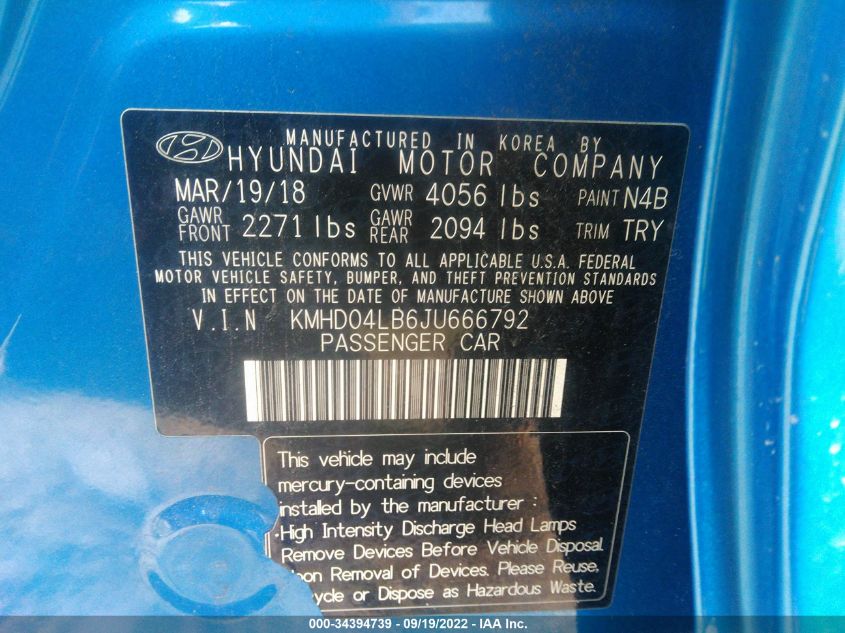 MANUFACTURED IN KOREA BY
HYUNDAI MOTOR COMPANY
MAR/19/18 GVWR 4056 lbs PAINT N4B
GAWR FRONT 2271 lbs GAWR REAR 2094 lbs TRIM TRY
THIS VEHICLE CONFORMS TO ALL APPLICABLE U.S.A. FEDERAL
MOTOR VEHICLE SAFETY, BUMPER, AND THEFT PREVENTION STANDARDS
IN EFFECT ON THE DATE OF MANUFACTURE SHOWN ABOVE
V.I.N KMHD04LB6JU666792
PASSENGER CAR
This vehicle may include
mercury-containing devices
installed by the manufacturer :
·High Intensity Discharge Head Lamps
Remove Devices Before Vehicle Disposal.
Removal of Devices. Please Reuse,
or Dispose as Hazardous Waste.
000-34394739 - 09/19/2022 - IAA Inc.